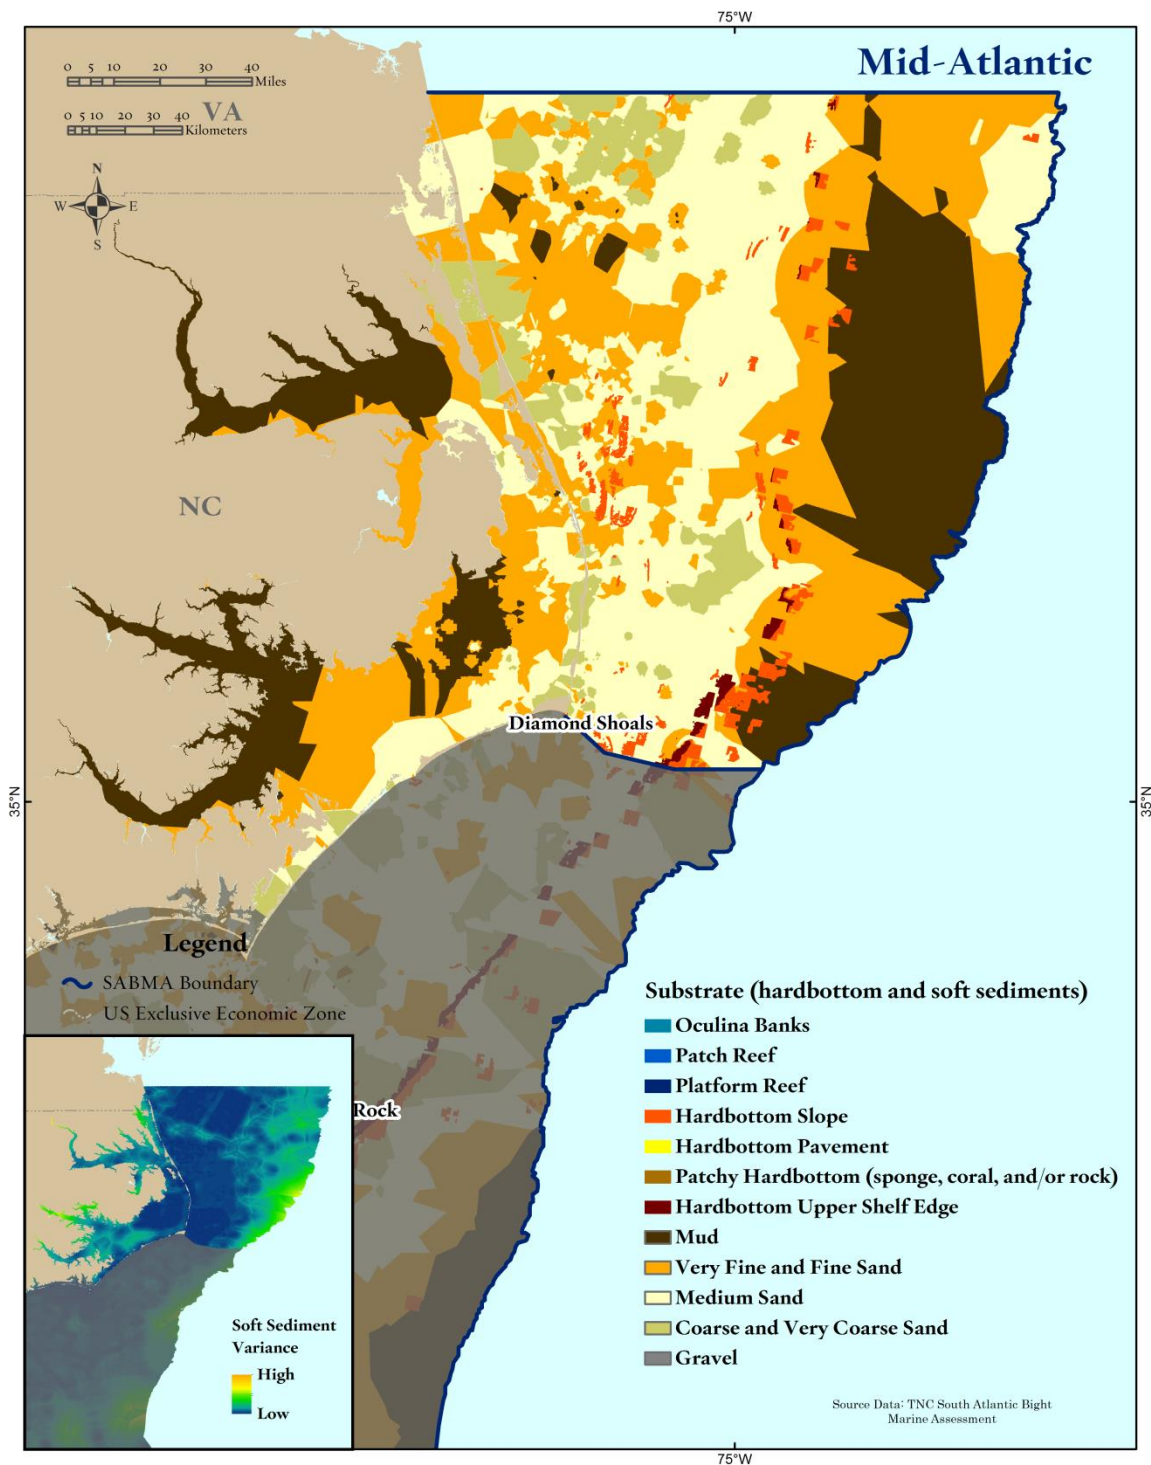 75°W
Mid-Atlantic
0 5 10 20 30 40
Miles
VA
0 5 10 20 30 40
Kilometers
N
W E
S
NC
Diamond Shoals
35°N
35°N
Legend
SABMA Boundary
US Exclusive Economic Zone
Rock
Substrate (hardbottom and soft sediments)
Oculina Banks
Patch Reef
Platform Reef
Hardbottom Slope
Hardbottom Pavement
Patchy Hardbottom (sponge, coral, and/or rock)
Hardbottom Upper Shelf Edge
Mud
Very Fine and Fine Sand
Medium Sand
Coarse and Very Coarse Sand
Gravel
Soft Sediment
Variance
High
Low
Source Data: TNC South Atlantic Bight
Marine Assessment
75°W